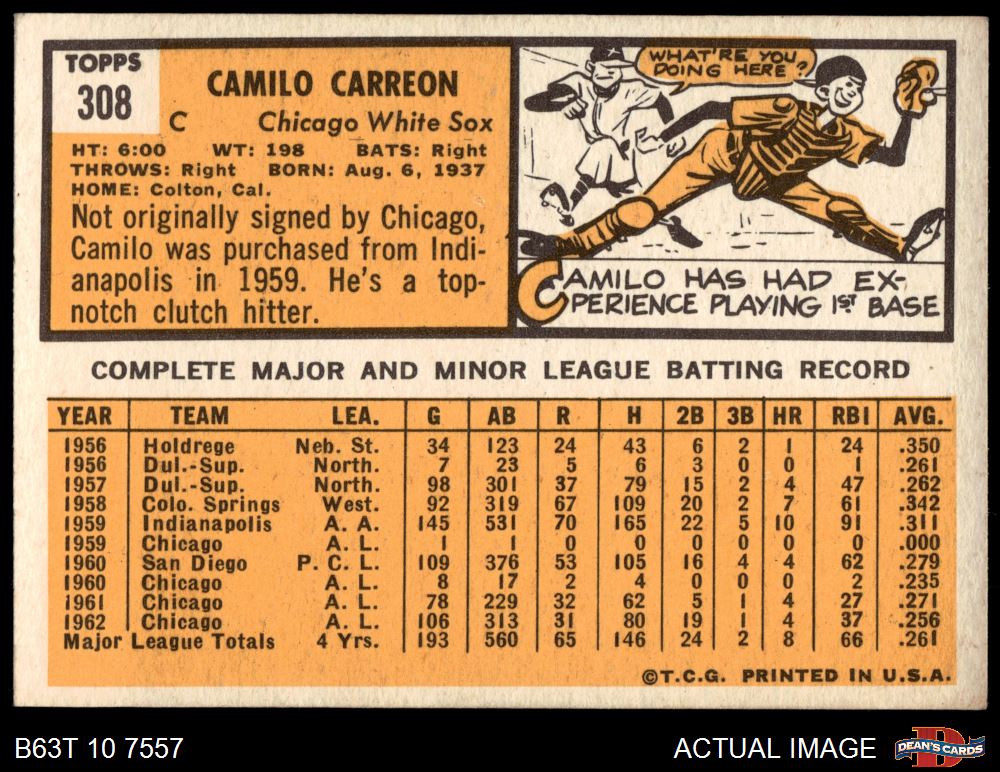 TOPPS
308
CAMILO CARREON
C Chicago White Sox
HT: 6:00 WT: 198 BATS: Right
THROWS: Right BORN: Aug. 6, 1937
HOME: Colton, Cal.
Not originally signed by Chicago,
Camilo was purchased from Indi-
anapolis in 1959. He's a top-
notch clutch hitter.
WHAT'RE YOU
DOING HERE?
CAMILO HAS HAD EX-
PERIENCE PLAYING 1ST BASE
COMPLETE MAJOR AND MINOR LEAGUE BATTING RECORD
YEAR TEAM LEA. G AB R H 2B 3B HR RBI AVG.
1956 Holdrege Neb. St. 34 123 24 43 6 2 1 24 .350
1956 Dul.-Sup. North. 7 23 5 6 3 0 0 1 .261
1957 Dul.-Sup. North. 98 301 37 79 15 2 4 47 .262
1958 Colo. Springs West. 92 319 67 109 20 2 7 61 .342
1959 Indianapolis A. A. 145 531 70 165 22 5 10 91 .311
1959 Chicago A. L. 1 1 0 0 0 0 0 0 .000
1960 San Diego P. C. L. 109 376 53 105 16 4 4 62 .279
1960 Chicago A. L. 8 17 2 4 0 0 0 2 .235
1961 Chicago A. L. 78 229 32 62 5 1 4 27 .271
1962 Chicago A. L. 106 313 31 80 19 1 4 37 .256
Major League Totals 4 Yrs. 193 560 65 146 24 2 8 66 .261
©T.C.G. PRINTED IN U.S.A.
B63T 10 7557 ACTUAL IMAGE D DEAN'S CARDS